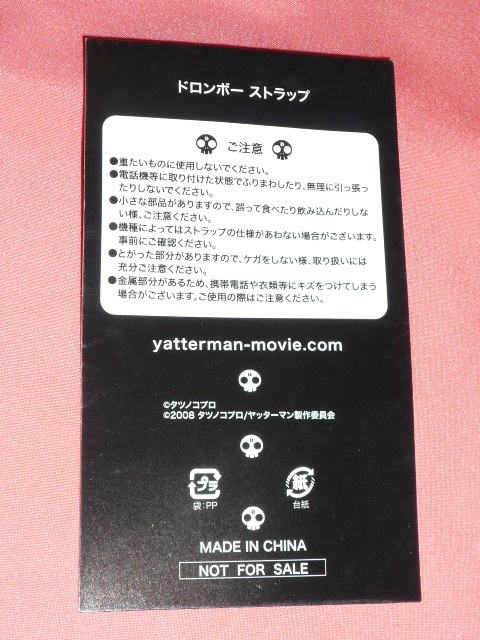 ドロンボー ストラップ
ご注意
●重たいものに使用しないでください。
●電話機等に取り付けた状態でふりまわしたり、無理に引っ張っ
たりしないでください。
●小さな部品がありますので、誤って食べたり飲み込んだりしな
い様、ご注意ください。
●機種によってはストラップの仕様があわない場合がございます。
事前にご確認ください。
●とがった部分がありますので、ケガをしない様、取り扱いには
充分ご注意ください。
●金属部分があるため、携帯電話や衣類等にキズをつけてしまう
場合がございます。ご使用の際はご注意ください。
yatterman-movie.com
©タツノコプロ
©2008 タツノコプロ/ヤッターマン製作委員会
プラ 紙
袋:PP 台紙
MADE IN CHINA
NOT FOR SALE